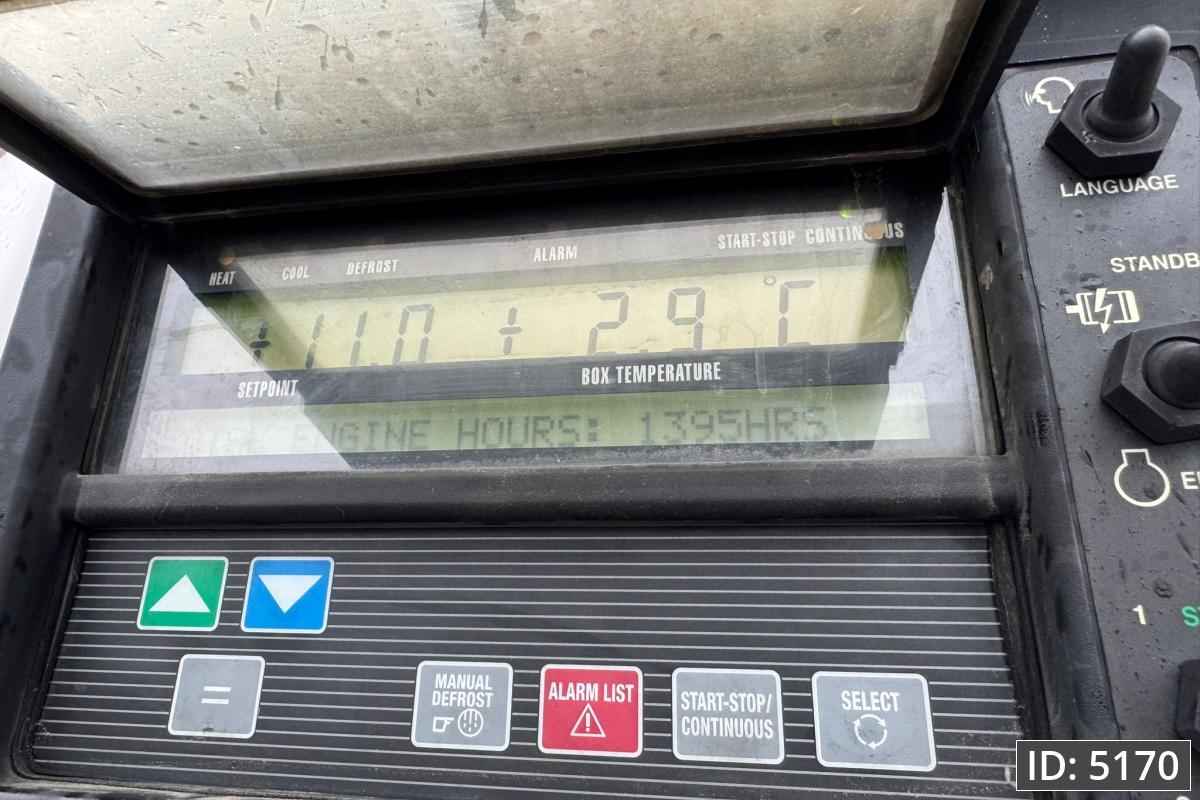 LANGUAGE
HEAT COOL DEFROST ALARM START-STOP CONTINUOUS
STANDB
+11.0 + 2.9 °C
SETPOINT BOX TEMPERATURE
ENGINE HOURS: 1395HRS
1 S
MANUAL DEFROST
ALARM LIST
START-STOP/
CONTINUOUS
SELECT
=
ID: 5170